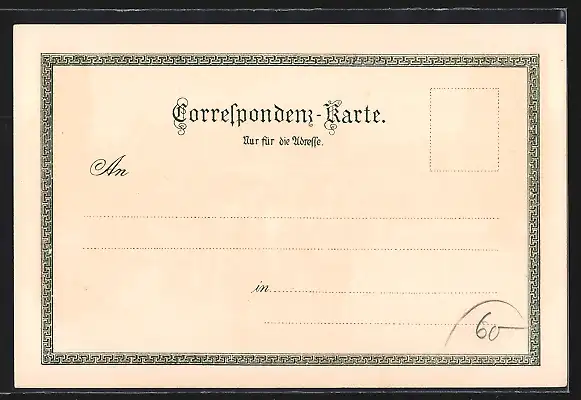 Correspondenz-Karte.
Nur für die Adresse.
An
in
60